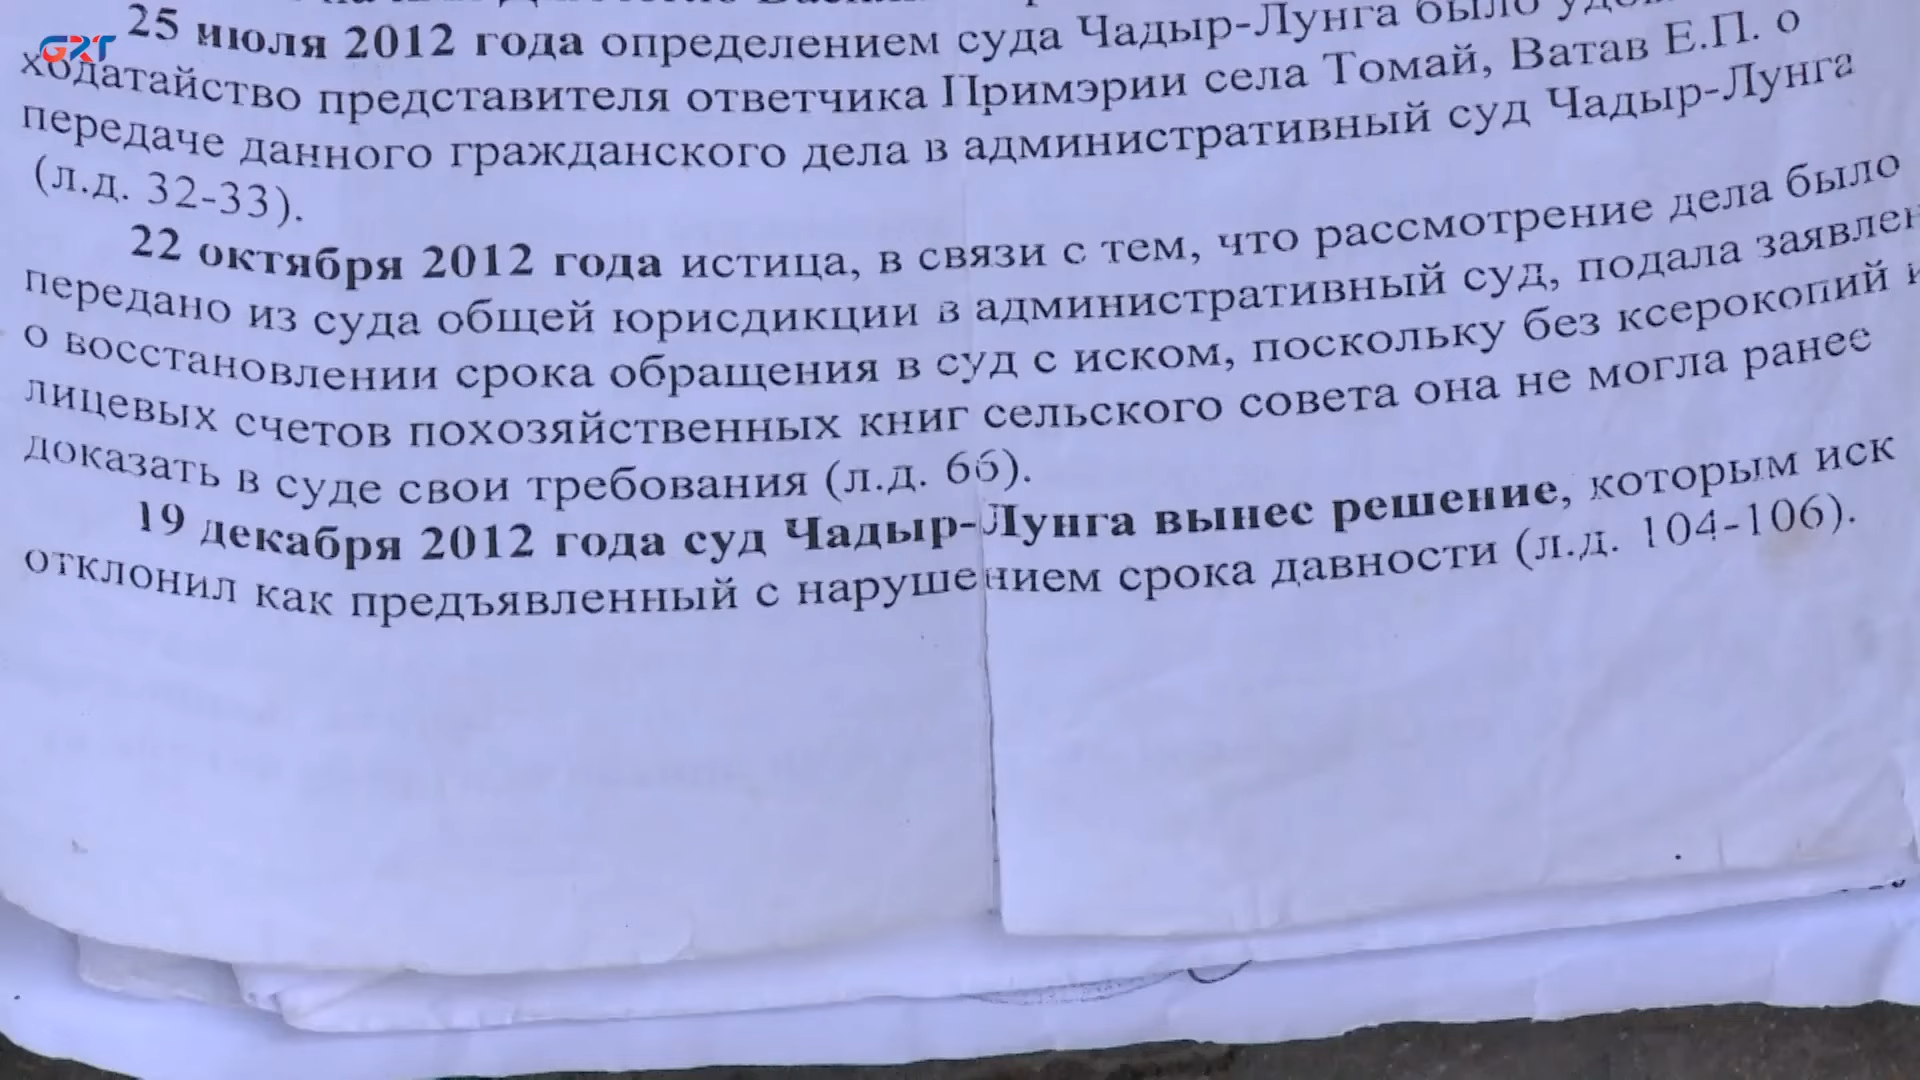 GRT
25 июля 2012 года определением суда Чадыр-Лунга было
ходатайство представителя ответчика Примэрии села Томай, Ватав Е.П. о
передаче данного гражданского дела в административный суд Чадыр-Лунга
(л.д. 32-33).
22 октября 2012 года истица, в связи с тем, что рассмотрение дела было
передано из суда общей юрисдикции в административный суд, подала заявлен
о восстановлении срока обращения в суд с иском, поскольку без ксерокопий и
лицевых счетов похозяйственных книг сельского совета она не могла ранее
доказать в суде свои требования (л.д. 66).
19 декабря 2012 года суд Чадыр-Лунга вынес решение, которым иск
отклонил как предъявленный с нарушением срока давности (л.д. 104-106).